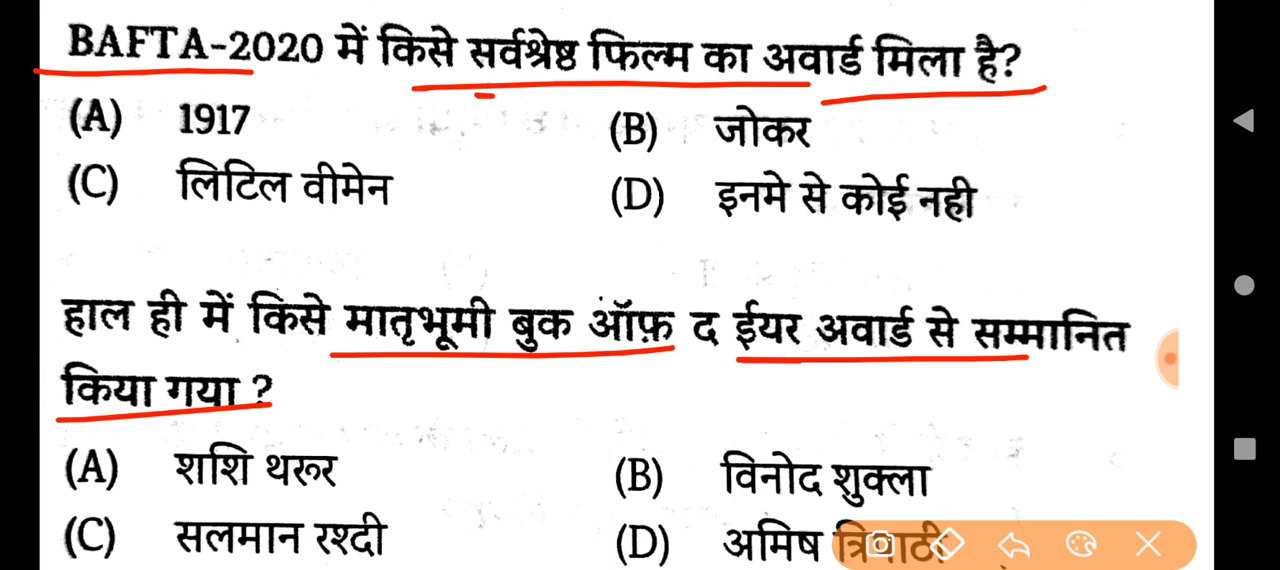 BAFTA-2020 में किसे सर्वश्रेष्ठ फिल्म का अवार्ड मिला है?
(A) 1917 (B) जोकर
(C) लिटिल वीमेन (D) इनमे से कोई नही
हाल ही में किसे मातृभूमी बुक ऑफ़ द ईयर अवार्ड से सम्मानित
किया गया ?
(A) शशि थरूर (B) विनोद शुक्ला
(C) सलमान रश्दी (D) अमिष त्रिपाठी